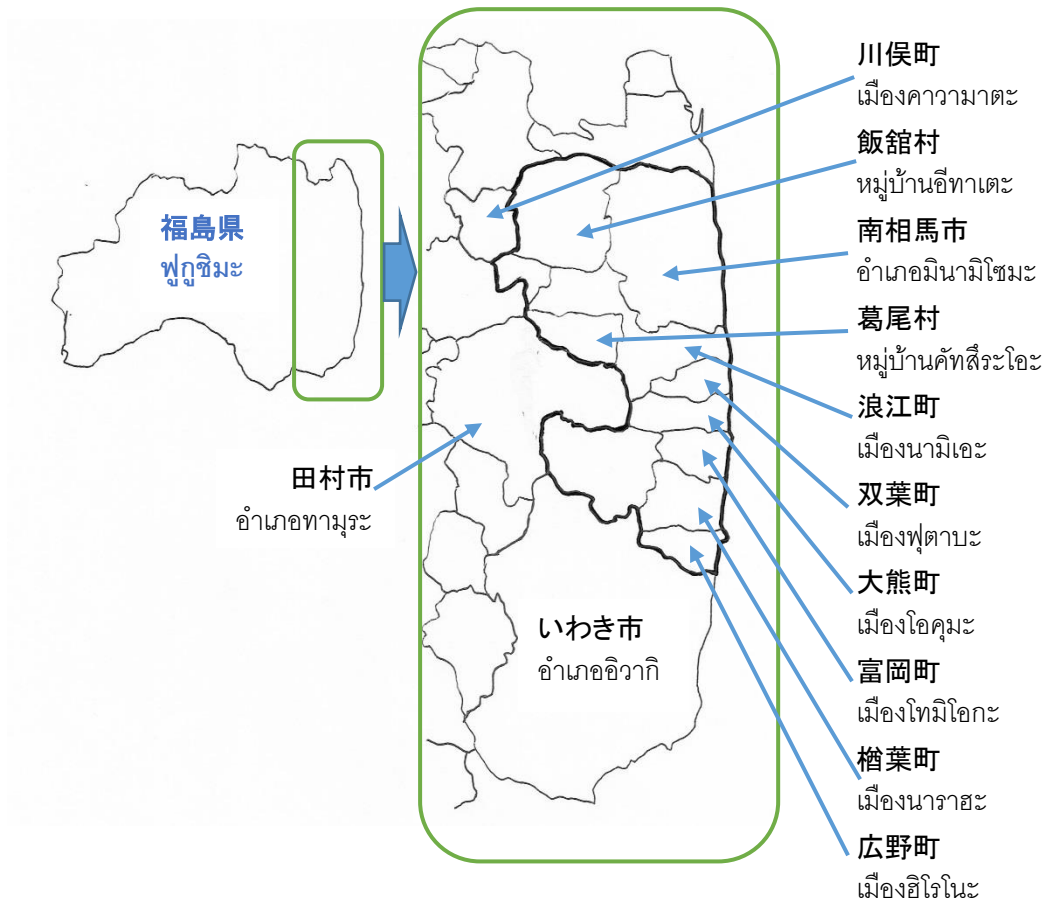 福島県
ฟูกูชิมะ
田村市
อำเภอทามุระ
いわき市
อำเภออิวากิ
川俣町
เมืองคาวามาตะ
飯舘村
หมู่บ้านอีทาเตะ
南相馬市
อำเภอมินามิโซมะ
葛尾村
หมู่บ้านคัทสึระโอะ
浪江町
เมืองนามิเอะ
双葉町
เมืองฟุตาบะ
大熊町
เมืองโอคุมะ
富岡町
เมืองโทมิโอกะ
楢葉町
เมืองนาราฮะ
広野町
เมืองฮิโรโนะ